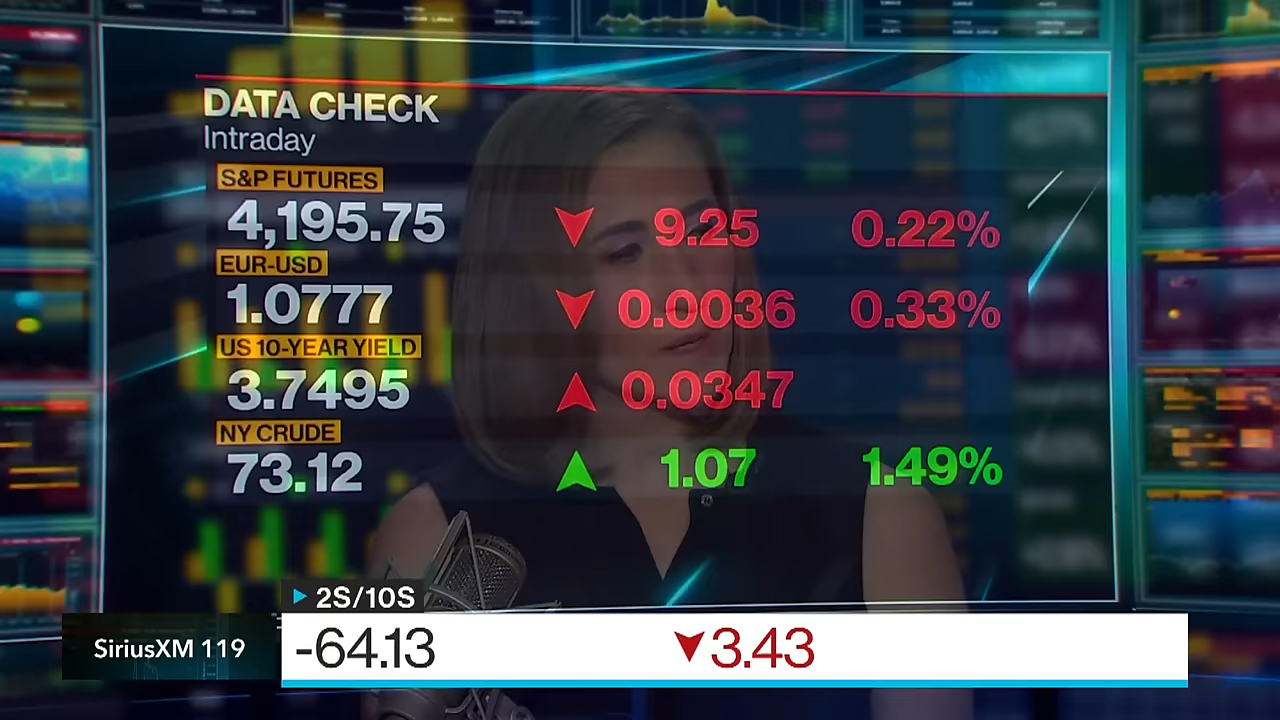 DATA CHECK
Intraday
S&P FUTURES
4,195.75 9.25 0.22%
EUR-USD
1.0777 0.0036 0.33%
US 10-YEAR YIELD
3.7495 0.0347
NY CRUDE
73.12 1.07 1.49%
2S/10S
SiriusXM 119 -64.13 3.43